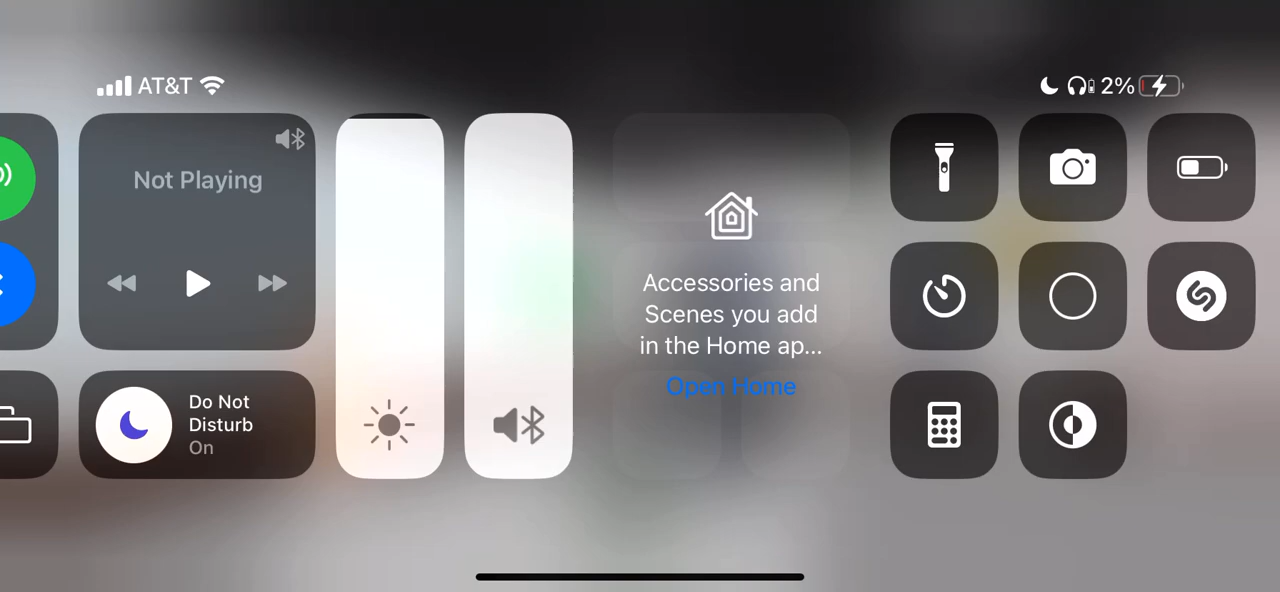 AT&T
2%
Not Playing
Accessories and
Scenes you add
in the Home ap...
Open Home
Do Not
Disturb
On